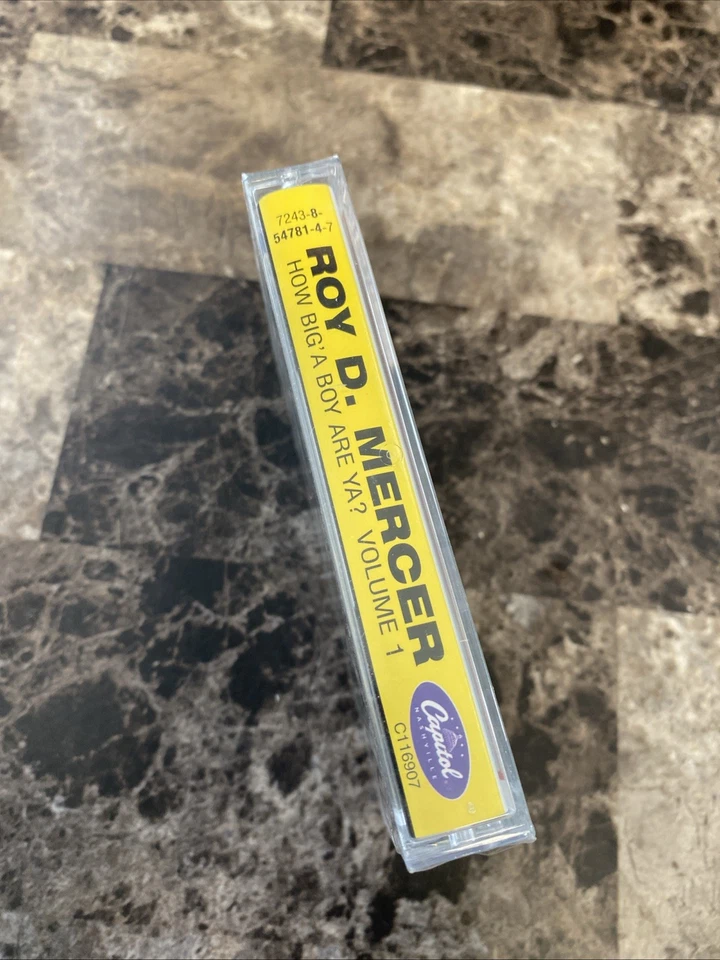 7243-8-
54781-4-7
ROY D. MERCER
HOW BIG'A BOY ARE YA? VOLUME 1
Capitol
NASHVILLE
C116907